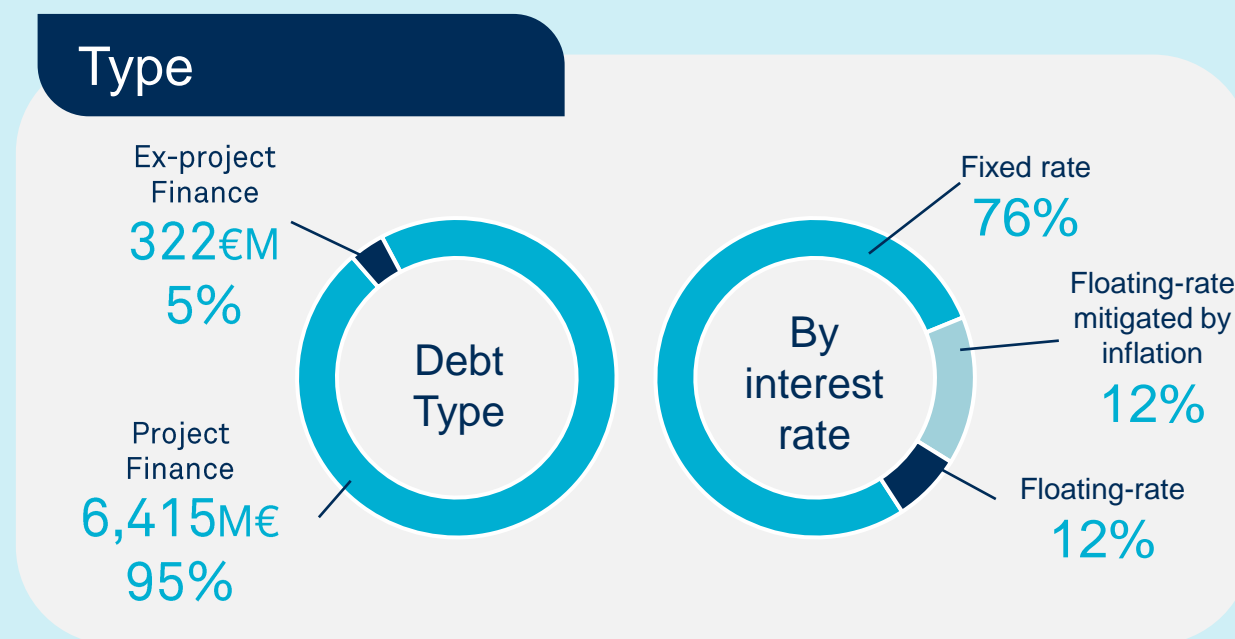 Type
Ex-project
Finance
322€M
5%
Project
Finance
6,415M€
95%
Debt
Type
By
interest
rate
Fixed rate
76%
Floating-rate
mitigated by
inflation
12%
Floating-rate
12%